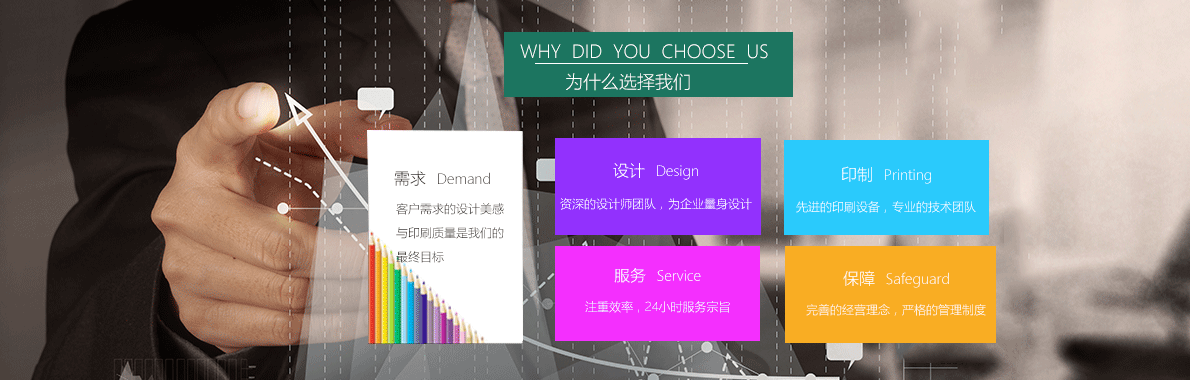 WHY DID YOU CHOOSE US
为什么选择我们
需求 Demand
客户需求的设计美感
与印刷质量是我们的
最终目标
设计 Design
资深的设计师团队，为企业量身设计
印制 Printing
先进的印刷设备，专业的技术团队
服务 Service
注重效率，24小时服务宗旨
保障 Safeguard
完善的经营理念，严格的管理制度